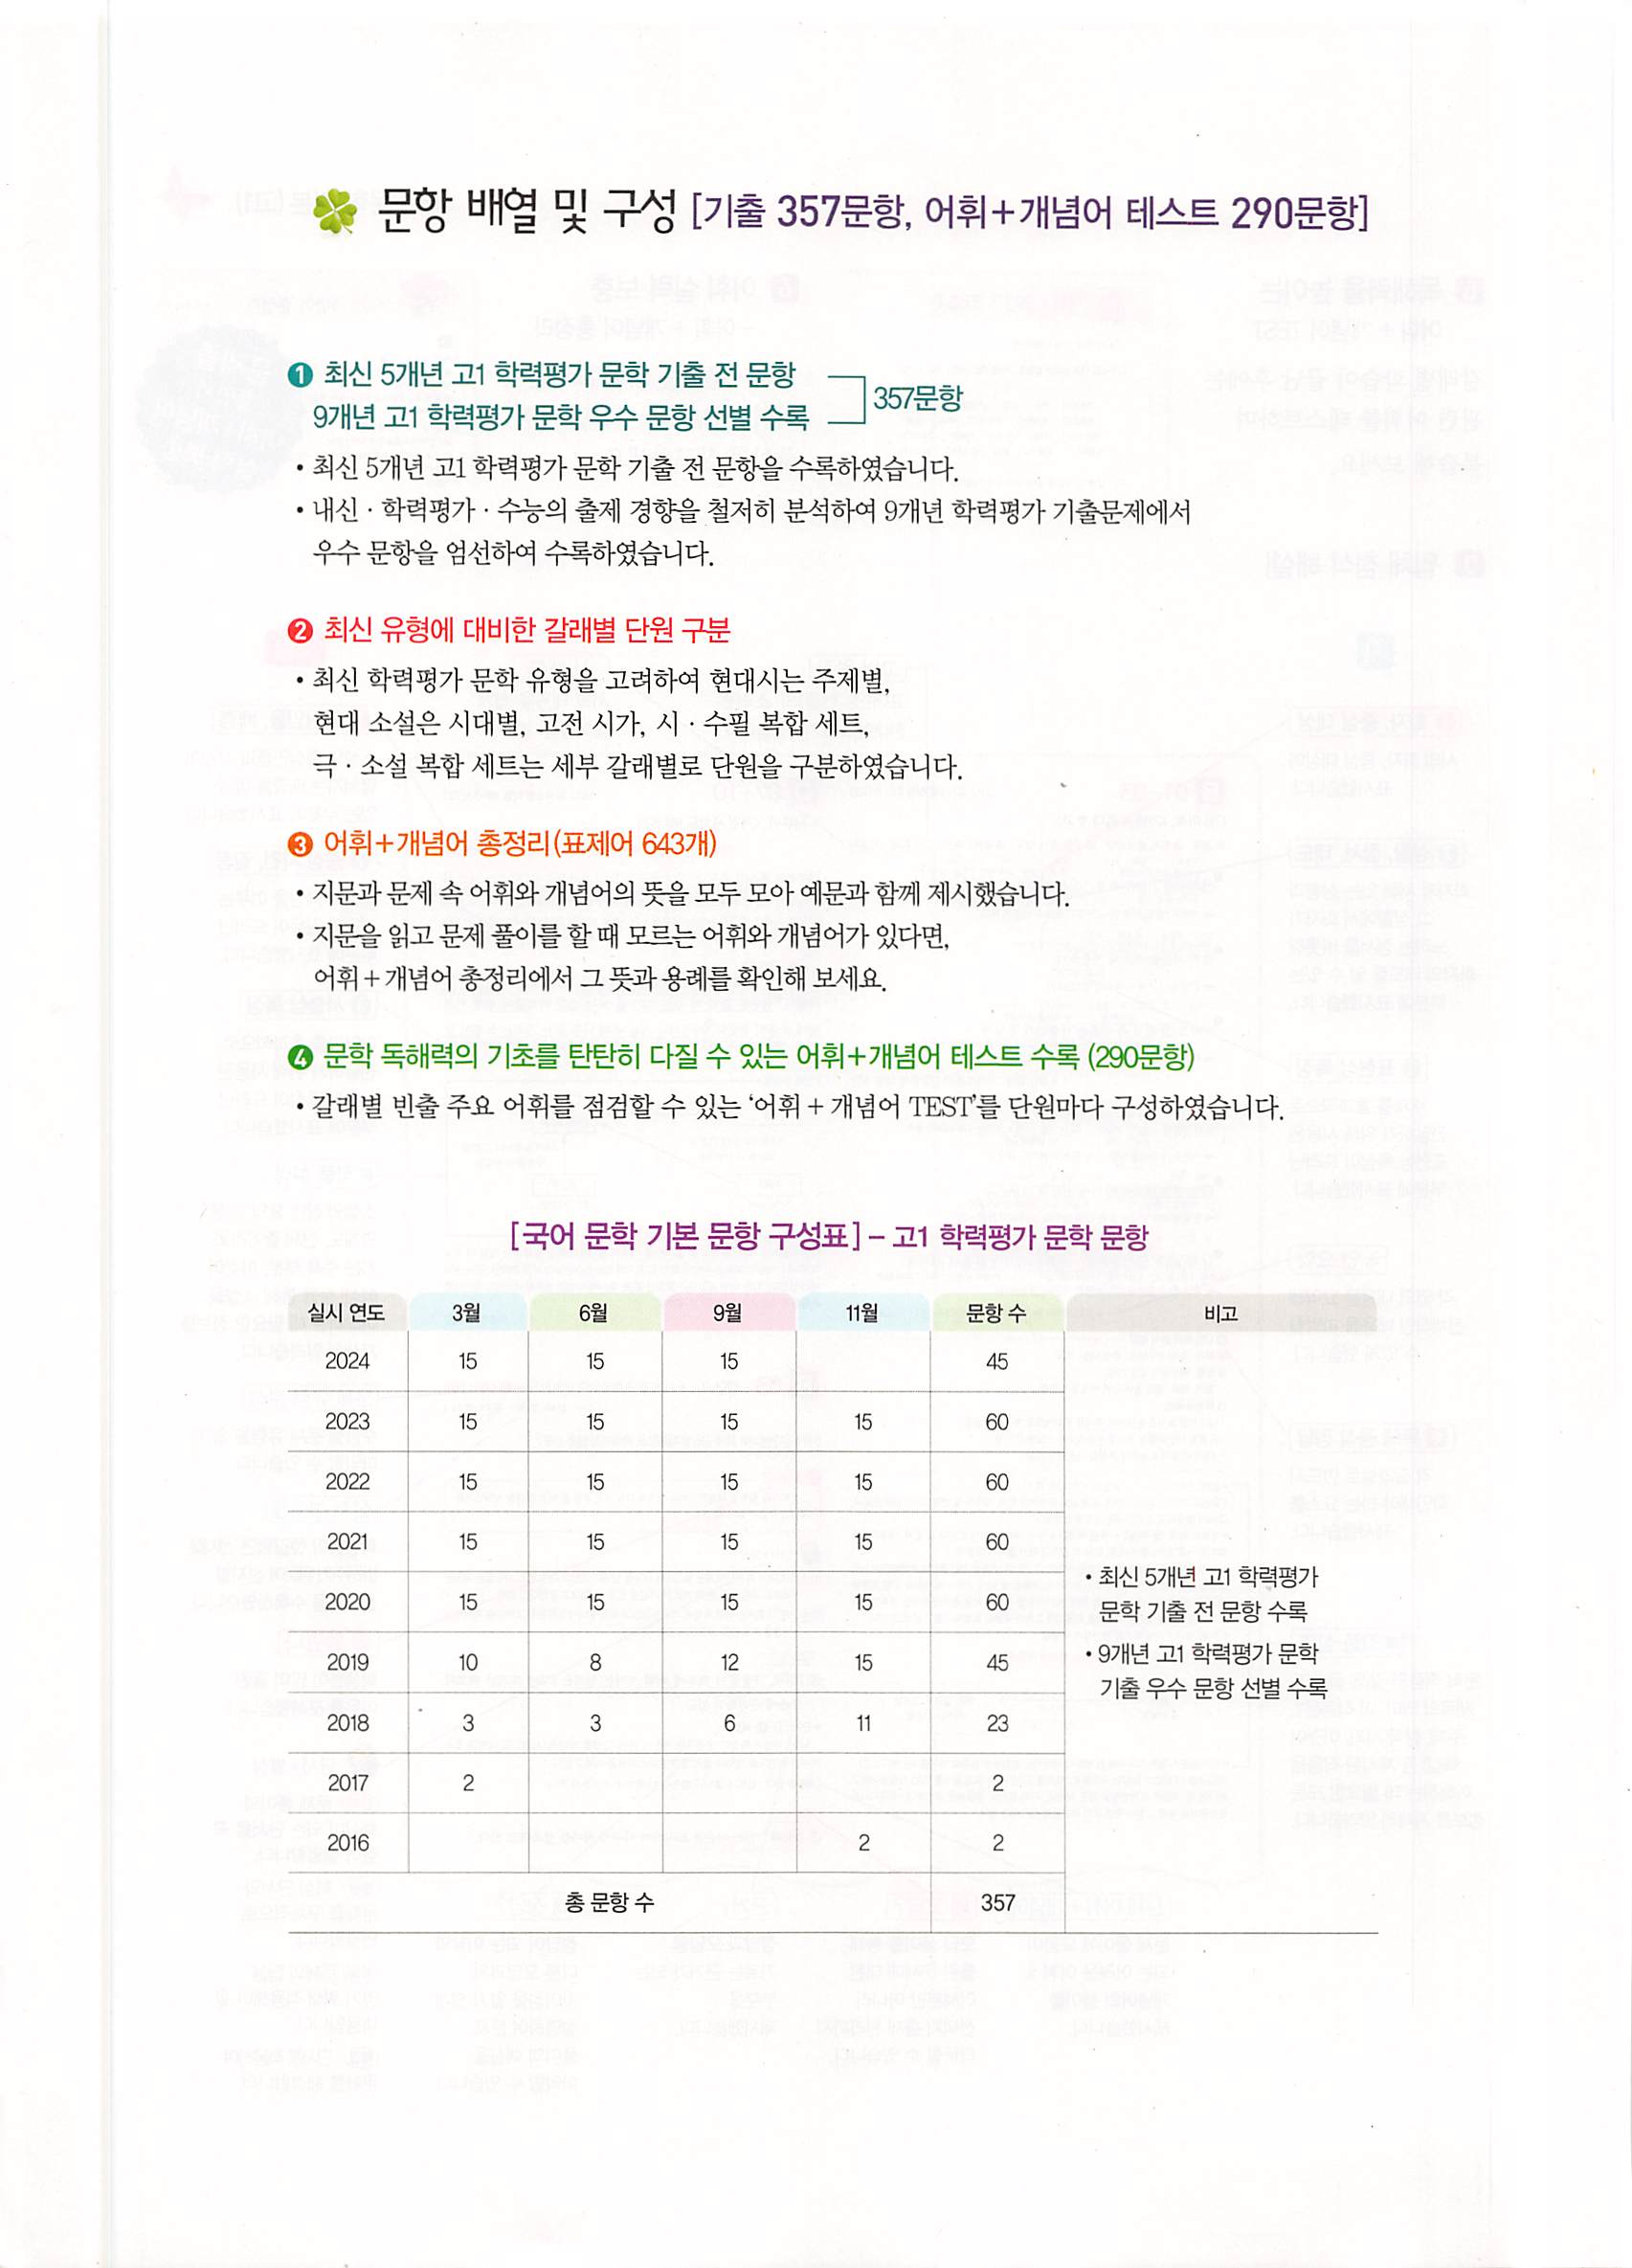 문항 배열 및 구성 [기출 357문항, 어휘+개념어 테스트 290문항]
❶ 최신 5개년 고1 학력평가 문학 기출 전 문항
9개년 고1 학력평가 문학 우수 문항 선별 수록
357문항
• 최신 5개년 고1 학력평가 문학 기출 전 문항을 수록하였습니다.
• 내신 · 학력평가 · 수능의 출제 경향을 철저히 분석하여 9개년 학력평가 기출문제에서
우수 문항을 엄선하여 수록하였습니다.
❷ 최신 유형에 대비한 갈래별 단원 구분
• 최신 학력평가 문학 유형을 고려하여 현대시는 주제별,
현대 소설은 시대별, 고전 시가, 시 · 수필 복합 세트,
극 · 소설 복합 세트는 세부 갈래별로 단원을 구분하였습니다.
❸ 어휘+개념어 총정리(표제어 643개)
• 지문과 문제 속 어휘와 개념어의 뜻을 모두 모아 예문과 함께 제시했습니다.
• 지문을 읽고 문제 풀이를 할 때 모르는 어휘와 개념어가 있다면,
어휘+개념어 총정리에서 그 뜻과 용례를 확인해 보세요.
❹ 문학 독해력의 기초를 탄탄히 다질 수 있는 어휘+개념어 테스트 수록 (290문항)
• 갈래별 빈출 주요 어휘를 점검할 수 있는 ‘어휘+개념어 TEST’를 단원마다 구성하였습니다.
[국어 문학 기본 문항 구성표] – 고1 학력평가 문학 문항
실시 연도 3월 6월 9월 11월 문항 수 비고
2024 15 15 15 45
2023 15 15 15 15 60
2022 15 15 15 15 60
2021 15 15 15 15 60
2020 15 15 15 15 60
2019 10 8 12 15 45
2018 3 3 6 11 23
2017 2 2
2016 2 2
총 문항 수 357
• 최신 5개년 고1 학력평가
문학 기출 전 문항 수록
• 9개년 고1 학력평가 문학
기출 우수 문항 선별 수록